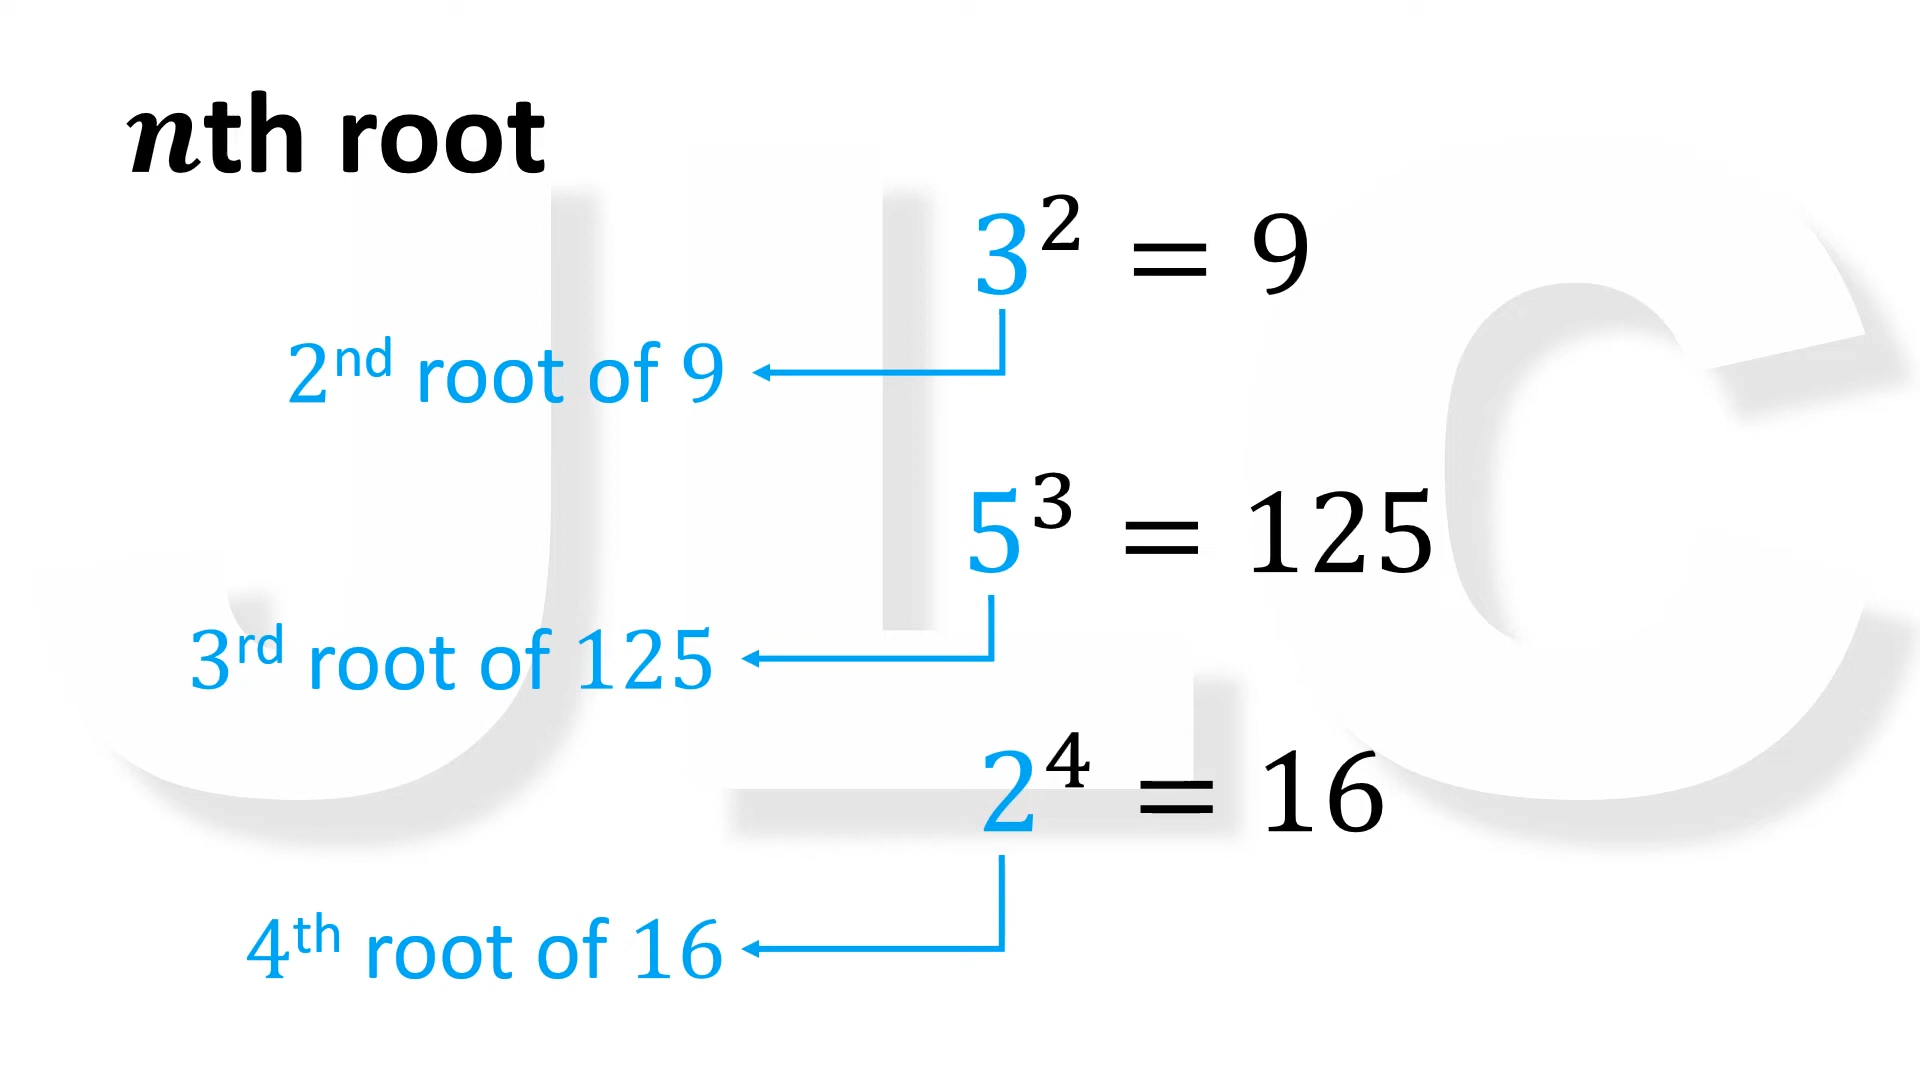 nth root
3² = 9
2ⁿᵈ root of 9
5³ = 125
3ʳᵈ root of 125
2⁴ = 16
4ᵗʰ root of 16
JLC